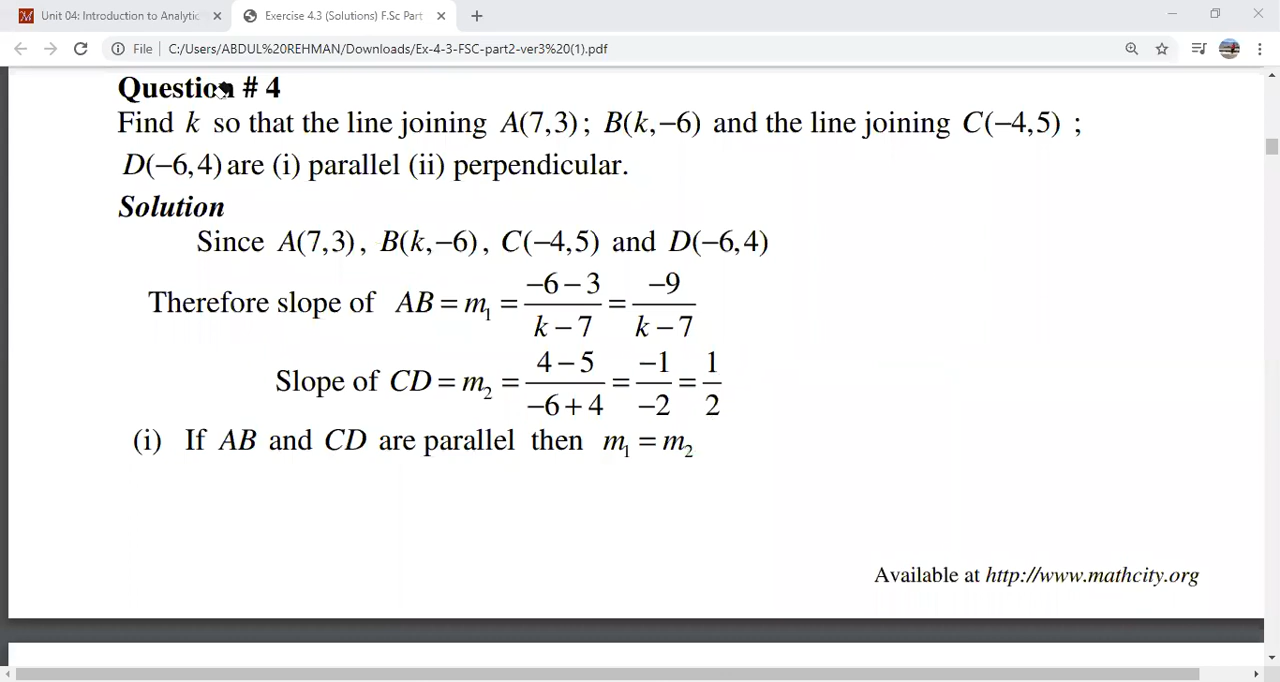 Unit 04: Introduction to Analytic
Exercise 4.3 (Solutions) F.Sc Part
File | C:/Users/ABDUL%20REHMAN/Downloads/Ex-4-3-FSC-part2-ver3%20(1).pdf
Question # 4
Find k so that the line joining A(7,3) ; B(k,−6) and the line joining C(−4,5) ;
D(−6,4) are (i) parallel (ii) perpendicular.
Solution
Since A(7,3) , B(k,−6) , C(−4,5) and D(−6,4)
Therefore slope of AB = m₁ = (−6 − 3)/(k − 7) = −9/(k − 7)
Slope of CD = m₂ = (4 − 5)/(−6 + 4) = −1/−2 = 1/2
(i) If AB and CD are parallel then m₁ = m₂
Available at http://www.mathcity.org